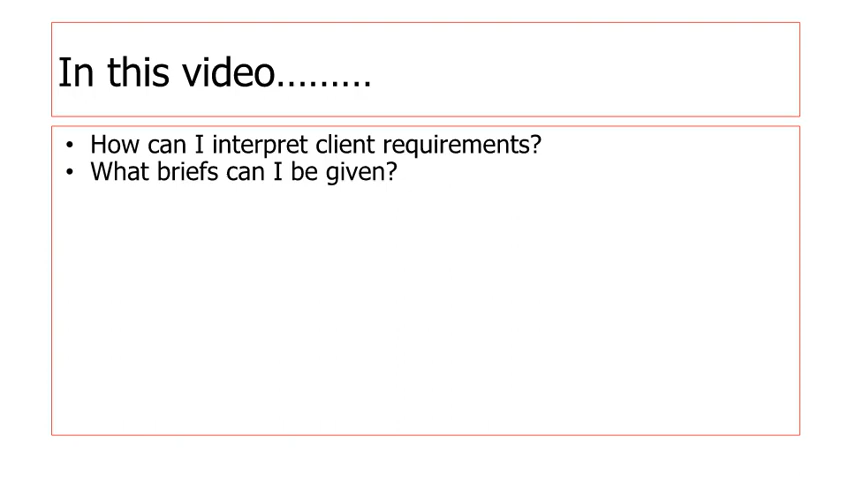 In this video………
• How can I interpret client requirements?
• What briefs can I be given?